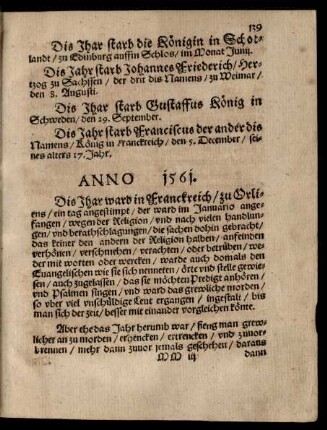 139
Dis Jhar starb die Königin in Schot-
landt / zu Edinburg auffm Schlos / im Monat Junij.
Dis Jahr starb Johannes Friederich / Her-
tzog zu Sachssen / der drit des Namens / zu Weimar /
den 8. Augusti.
Dis Jhar starb Gustaffus König in
Schweden / den 29. September.
Dis Jahr starb Franciscus der ander dis
Namens / König in Franckreich / den 5. December / sei-
nes alters 17. Jahr.
ANNO 1561.
Dis Jhar ward in Franckreich / zu Orli-
ens / ein tag angestimpt / der ward im Januario ange-
fangen / wegen der Religion / vnd nach vielen handlun-
gen / vnd berathschlagungen / die sachen dohin gebracht /
das keiner den andern der Religion halben / anfeinden
verhönen / verschmehen / verachten / oder betrüben / we-
der mit worten oder wercken / warde auch domals den
Euangelischen wie sie sich nenneten / örte vnd stelle gewie-
sen / auch zugelassen / das sie möchten Predigt anhören /
vnd Psalmen singen / vnd ward das grewliche morden /
so vber viel vnschüldige Leut ergangen / ingestalt / bis
man sich der zeit / besser mit einander vorgleichen könte.
Aber ehe das Jahr herumb war / fieng man grew-
licher an zu morden / erhencken / ertrencken / vnd zuuor
brennen / mehr dann zuuor jemals geschehen / daraus
MM iij dann